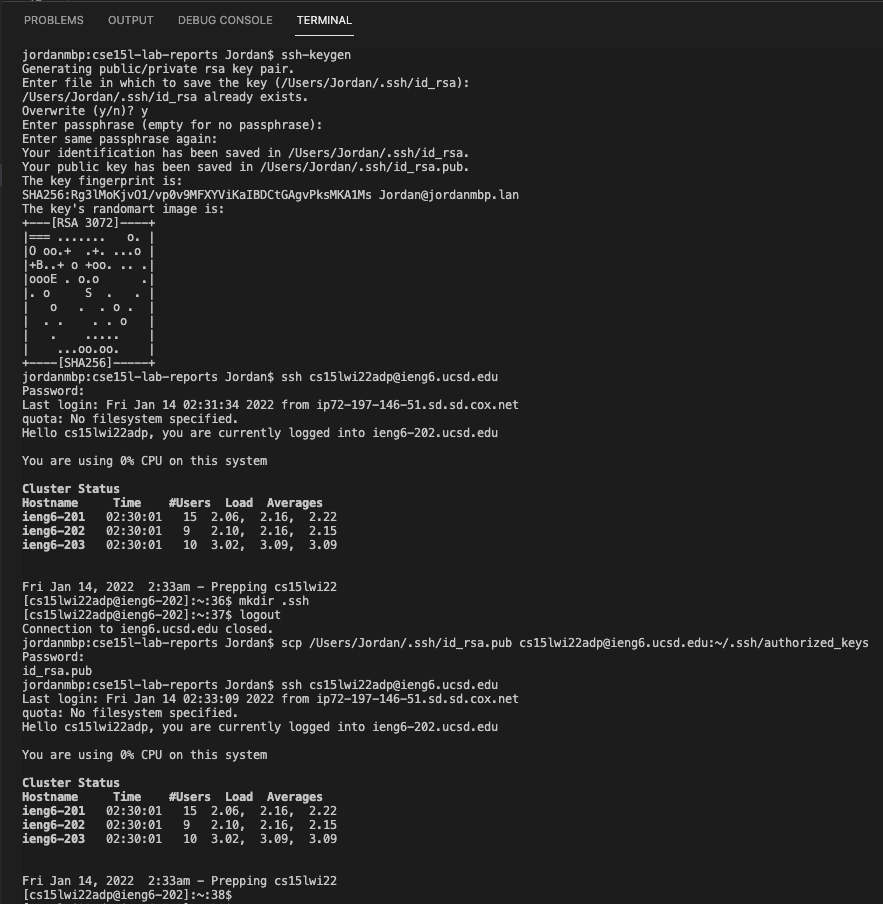 PROBLEMS OUTPUT DEBUG CONSOLE TERMINAL
jordanmbp:cse15l-lab-reports Jordan$ ssh-keygen
Generating public/private rsa key pair.
Enter file in which to save the key (/Users/Jordan/.ssh/id_rsa):
/Users/Jordan/.ssh/id_rsa already exists.
Overwrite (y/n)? y
Enter passphrase (empty for no passphrase):
Enter same passphrase again:
Your identification has been saved in /Users/Jordan/.ssh/id_rsa.
Your public key has been saved in /Users/Jordan/.ssh/id_rsa.pub.
The key fingerprint is:
SHA256:Rg3lMoKjvO1/vp0v9MFXYViKaIBDCtGAgvPksMKA1Ms Jordan@jordanmbp.lan
The key's randomart image is:
+---[RSA 3072]----+
|=== .......   o. |
|O oo.+  .+. ...o |
|+B..+ o +oo. .. .|
|oooE . o.o      .|
|. o     S  .   . |
|   o   .  . o .  |
|  . .    . . o   |
|   .    .....    |
|    ...oo.oo.    |
+----[SHA256]-----+
jordanmbp:cse15l-lab-reports Jordan$ ssh cs15lwi22adp@ieng6.ucsd.edu
Password:
Last login: Fri Jan 14 02:31:34 2022 from ip72-197-146-51.sd.sd.cox.net
quota: No filesystem specified.
Hello cs15lwi22adp, you are currently logged into ieng6-202.ucsd.edu
You are using 0% CPU on this system
Cluster Status
Hostname     Time    #Users  Load  Averages
ieng6-201   02:30:01   15  2.06,  2.16,  2.22
ieng6-202   02:30:01   9   2.10,  2.16,  2.15
ieng6-203   02:30:01   10  3.02,  3.09,  3.09
Fri Jan 14, 2022  2:33am - Prepping cs15lwi22
[cs15lwi22adp@ieng6-202]:~:36$ mkdir .ssh
[cs15lwi22adp@ieng6-202]:~:37$ logout
Connection to ieng6.ucsd.edu closed.
jordanmbp:cse15l-lab-reports Jordan$ scp /Users/Jordan/.ssh/id_rsa.pub cs15lwi22adp@ieng6.ucsd.edu:~/.ssh/authorized_keys
Password:
id_rsa.pub
jordanmbp:cse15l-lab-reports Jordan$ ssh cs15lwi22adp@ieng6.ucsd.edu
Last login: Fri Jan 14 02:33:09 2022 from ip72-197-146-51.sd.sd.cox.net
quota: No filesystem specified.
Hello cs15lwi22adp, you are currently logged into ieng6-202.ucsd.edu
You are using 0% CPU on this system
Cluster Status
Hostname     Time    #Users  Load  Averages
ieng6-201   02:30:01   15  2.06,  2.16,  2.22
ieng6-202   02:30:01   9   2.10,  2.16,  2.15
ieng6-203   02:30:01   10  3.02,  3.09,  3.09
Fri Jan 14, 2022  2:33am - Prepping cs15lwi22
[cs15lwi22adp@ieng6-202]:~:38$